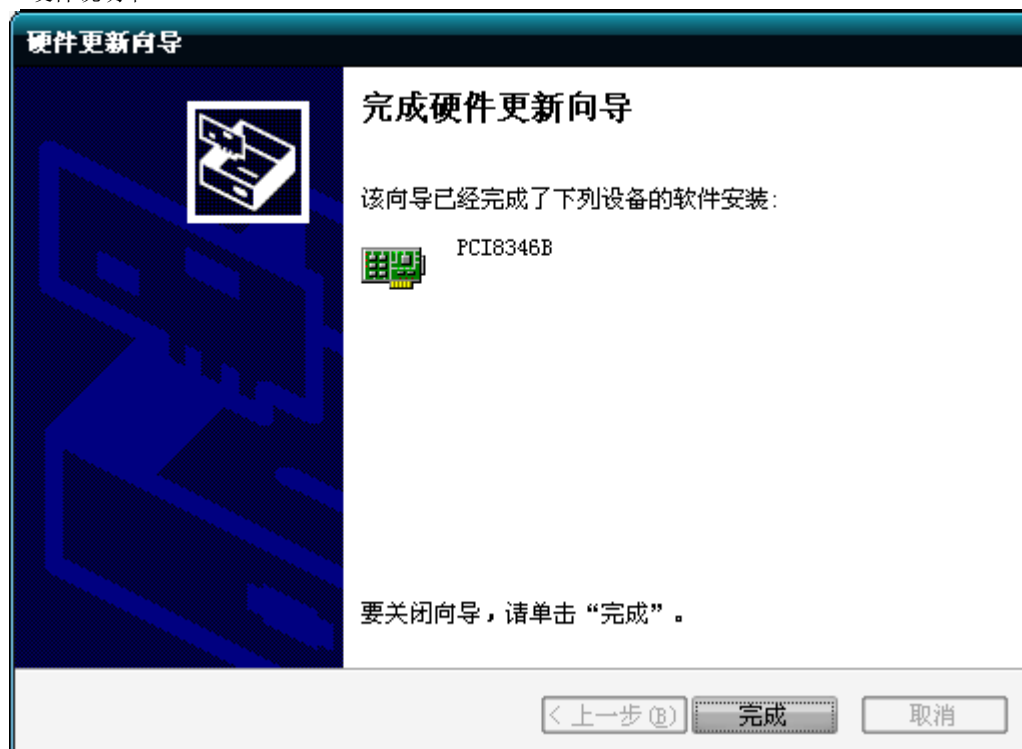 硬件更新向导
完成硬件更新向导
该向导已经完成了下列设备的软件安装:
PCI8346B
要关闭向导，请单击“完成”。
< 上一步(B)
完成
取消